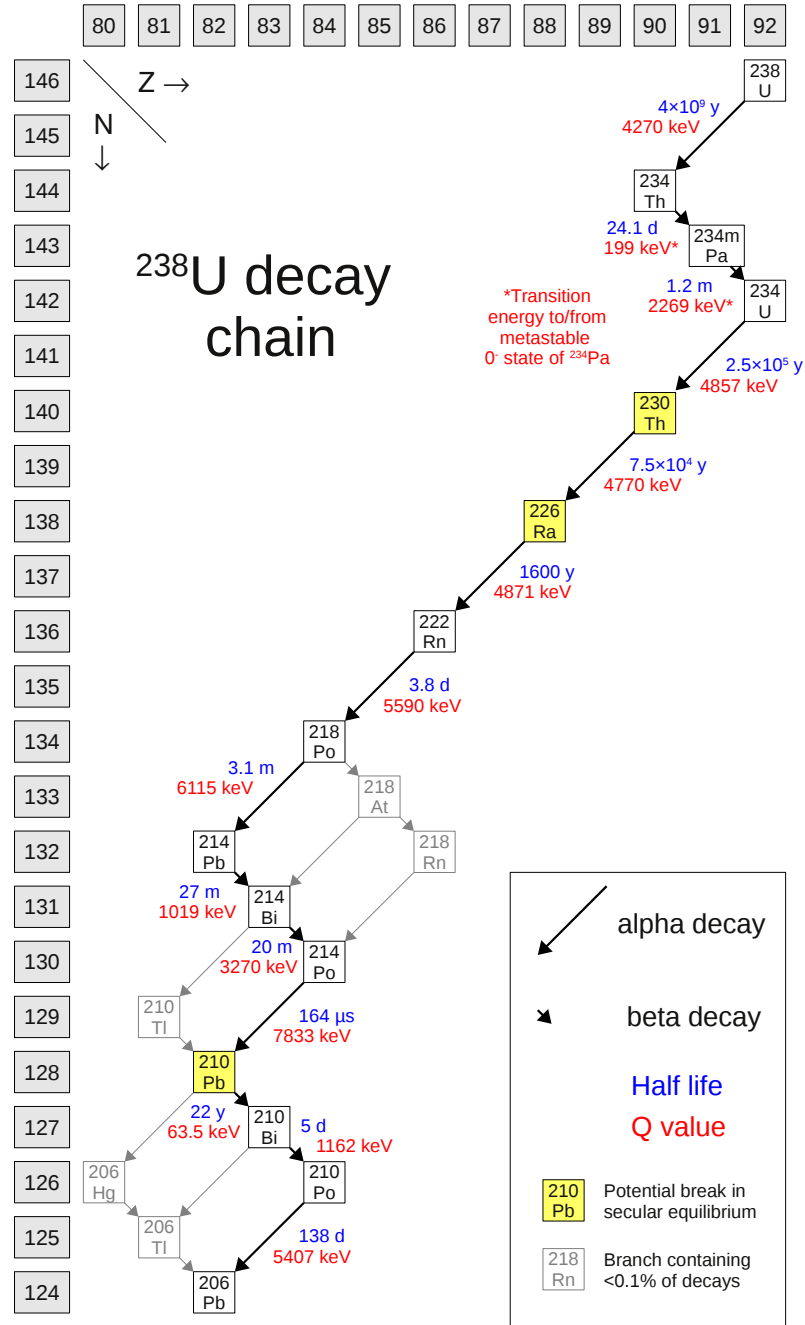 80 81 82 83 84 85 86 87 88 89 90 91 92
146
145
144
143
142
141
140
139
138
137
136
135
134
133
132
131
130
129
128
127
126
125
124
Z →
N
↓
²³⁸U decay
chain
238
U
4×10⁹ y
4270 keV
234
Th
24.1 d
199 keV*
234m
Pa
1.2 m
2269 keV*
234
U
*Transition
energy to/from
metastable
0⁻ state of ²³⁴Pa
2.5×10⁵ y
4857 keV
230
Th
7.5×10⁴ y
4770 keV
226
Ra
1600 y
4871 keV
222
Rn
3.8 d
5590 keV
218
Po
3.1 m
6115 keV
218
At
218
Rn
214
Pb
27 m
1019 keV
214
Bi
20 m
3270 keV
214
Po
210
Tl
164 µs
7833 keV
210
Pb
22 y
63.5 keV
210
Bi
5 d
1162 keV
206
Hg
210
Po
206
Tl
138 d
5407 keV
206
Pb
alpha decay
beta decay
Half life
Q value
210
Pb
Potential break in
secular equilibrium
218
Rn
Branch containing
<0.1% of decays